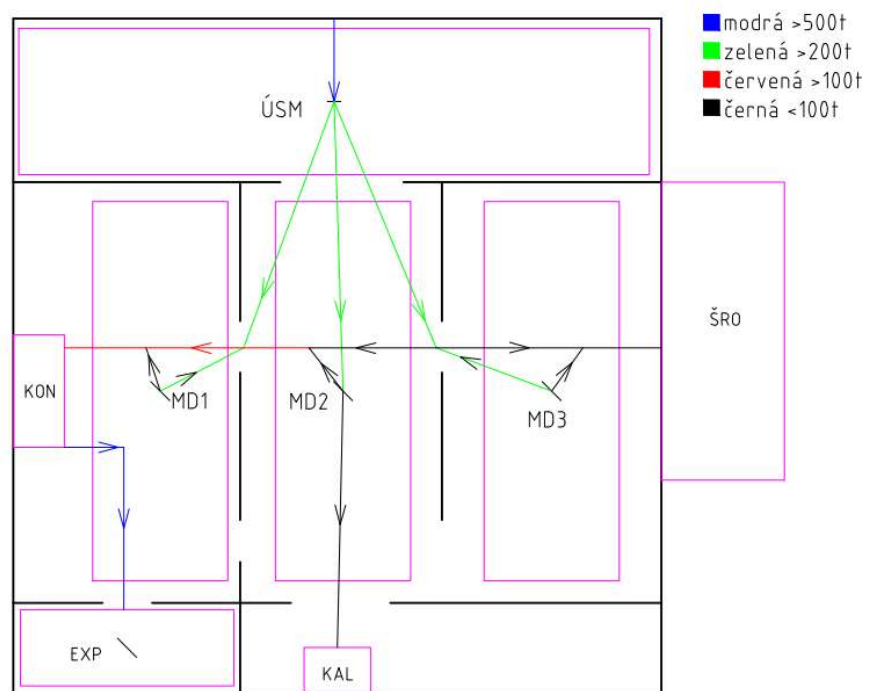 modrá >500t
zelená >200t
červená >100t
černá <100t
ÚSM
ŠRO
KON
MD1
MD2
MD3
EXP
KAL